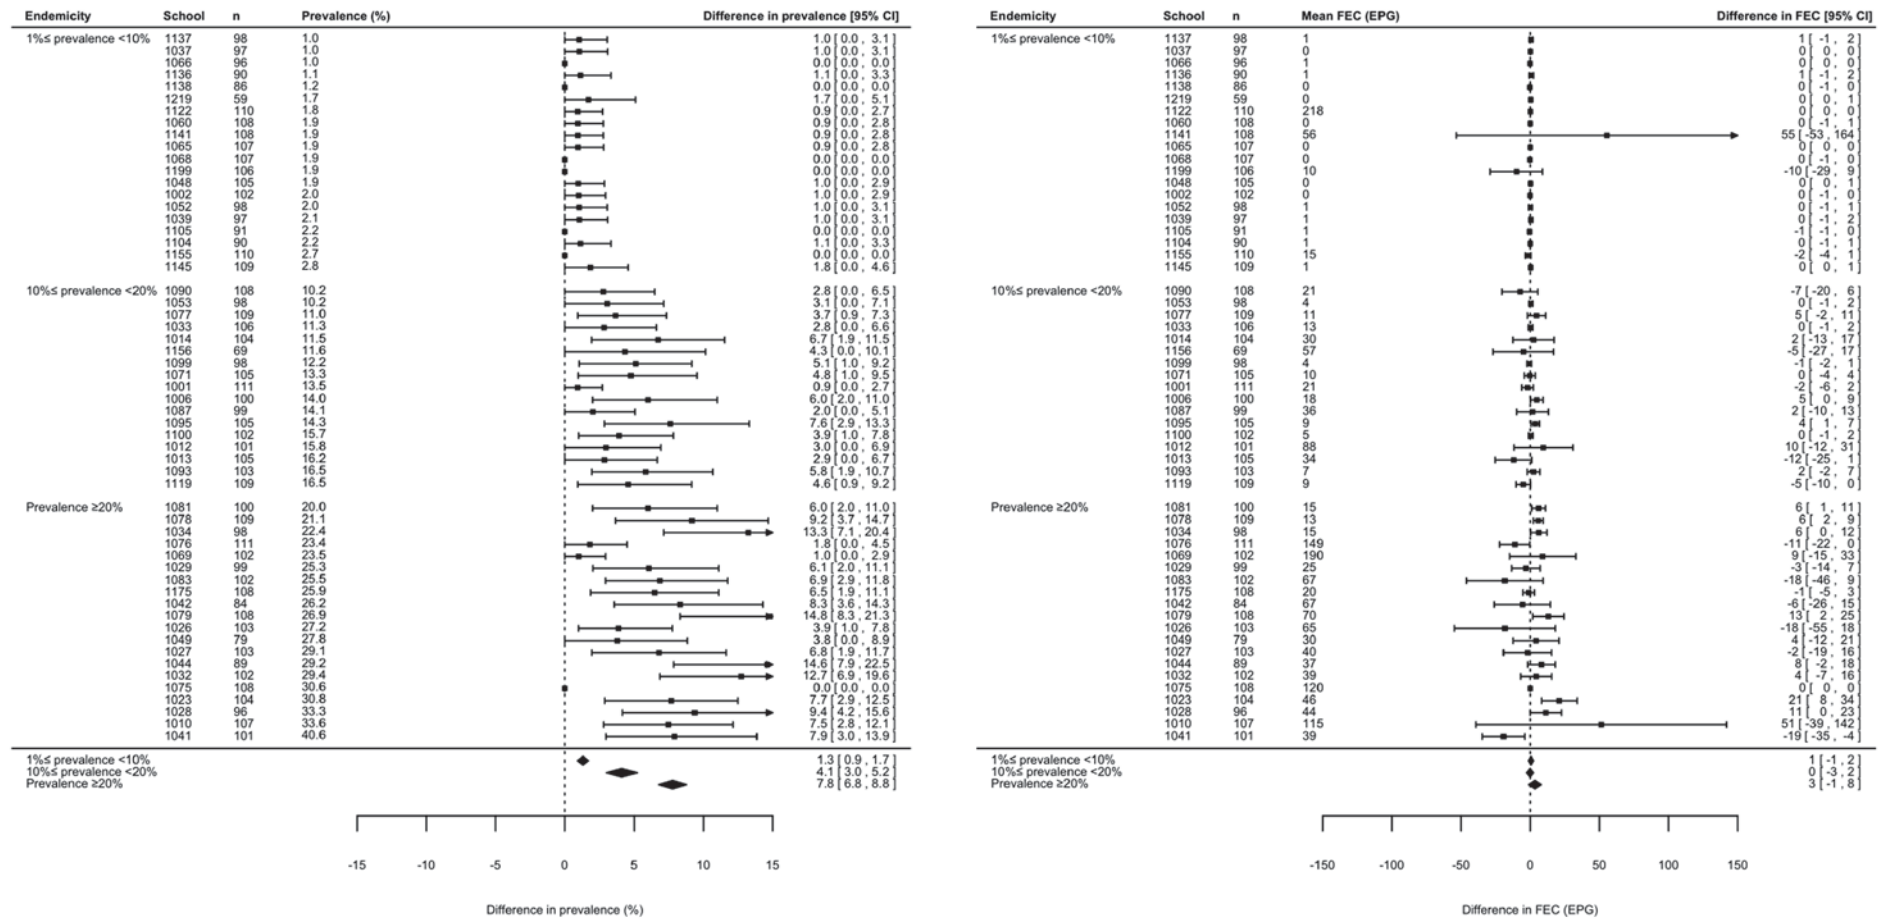 Endemicity School n Prevalence (%) Difference in prevalence [95% CI]
1%≤ prevalence <10% 1137 98 1.0 1.0 [ 0.0 , 3.1 ]
1037 97 1.0 1.0 [ 0.0 , 3.1 ]
1066 96 1.0 0.0 [ 0.0 , 0.0 ]
1136 90 1.1 1.1 [ 0.0 , 3.3 ]
1138 86 1.2 0.0 [ 0.0 , 0.0 ]
1219 59 1.7 1.7 [ 0.0 , 5.1 ]
1122 110 1.8 0.9 [ 0.0 , 2.7 ]
1060 108 1.9 0.9 [ 0.0 , 2.8 ]
1141 108 1.9 0.9 [ 0.0 , 2.8 ]
1065 107 1.9 0.9 [ 0.0 , 2.8 ]
1068 107 1.9 0.0 [ 0.0 , 0.0 ]
1199 106 1.9 0.0 [ 0.0 , 0.0 ]
1048 105 1.9 1.0 [ 0.0 , 2.9 ]
1002 102 2.0 1.0 [ 0.0 , 2.9 ]
1052 98 2.0 1.0 [ 0.0 , 3.1 ]
1039 97 2.1 1.0 [ 0.0 , 3.1 ]
1105 91 2.2 0.0 [ 0.0 , 0.0 ]
1104 90 2.2 1.1 [ 0.0 , 3.3 ]
1155 110 2.7 0.0 [ 0.0 , 0.0 ]
1145 109 2.8 1.8 [ 0.0 , 4.6 ]
10%≤ prevalence <20% 1090 108 10.2 2.8 [ 0.0 , 6.5 ]
1053 98 10.2 3.1 [ 0.0 , 7.1 ]
1077 109 11.0 3.7 [ 0.9 , 7.3 ]
1033 106 11.3 2.8 [ 0.0 , 6.6 ]
1014 104 11.5 6.7 [ 1.9 , 11.5 ]
1156 69 11.6 4.3 [ 0.0 , 10.1 ]
1099 98 12.2 5.1 [ 1.0 , 9.2 ]
1071 105 13.3 4.8 [ 1.0 , 9.5 ]
1001 111 13.5 0.9 [ 0.0 , 2.7 ]
1006 100 14.0 6.0 [ 2.0 , 11.0 ]
1087 99 14.1 2.0 [ 0.0 , 5.1 ]
1095 105 14.3 7.6 [ 2.9 , 13.3 ]
1100 102 15.7 3.9 [ 1.0 , 7.8 ]
1012 101 15.8 3.0 [ 0.0 , 6.9 ]
1013 105 16.2 2.9 [ 0.0 , 6.7 ]
1093 103 16.5 5.8 [ 1.9 , 10.7 ]
1119 109 16.5 4.6 [ 0.9 , 9.2 ]
Prevalence ≥20% 1081 100 20.0 6.0 [ 2.0 , 11.0 ]
1078 109 21.1 9.2 [ 3.7 , 14.7 ]
1034 98 22.4 13.3 [ 7.1 , 20.4 ]
1076 111 23.4 1.8 [ 0.0 , 4.5 ]
1069 102 23.5 1.0 [ 0.0 , 2.9 ]
1029 99 25.3 6.1 [ 2.0 , 11.1 ]
1083 102 25.5 6.9 [ 2.9 , 11.8 ]
1175 108 25.9 6.5 [ 1.9 , 11.1 ]
1042 84 26.2 8.3 [ 3.6 , 14.3 ]
1079 108 26.9 14.8 [ 8.3 , 21.3 ]
1026 103 27.2 3.9 [ 1.0 , 7.8 ]
1049 79 27.8 3.8 [ 0.0 , 8.9 ]
1027 103 29.1 6.8 [ 1.9 , 11.7 ]
1044 89 29.2 14.6 [ 7.9 , 22.5 ]
1032 102 29.4 12.7 [ 6.9 , 19.6 ]
1075 108 30.6 0.0 [ 0.0 , 0.0 ]
1023 104 30.8 7.7 [ 2.9 , 12.5 ]
1028 96 33.3 9.4 [ 4.2 , 15.6 ]
1010 107 33.6 7.5 [ 2.8 , 12.1 ]
1041 101 40.6 7.9 [ 3.0 , 13.9 ]
1%≤ prevalence <10% 1.3 [ 0.9 , 1.7 ]
10%≤ prevalence <20% 4.1 [ 3.0 , 5.2 ]
Prevalence ≥20% 7.8 [ 6.8 , 8.8 ]
-15 -10 -5 0 5 10 15
Difference in prevalence (%)
Endemicity School n Mean FEC (EPG) Difference in FEC [95% CI]
1%≤ prevalence <10% 1137 98 1 1 [ -1 , 2 ]
1037 97 0 0 [ 0 , 0 ]
1066 96 1 0 [ 0 , 0 ]
1136 90 1 1 [ -1 , 2 ]
1138 86 0 0 [ -1 , 0 ]
1219 59 0 0 [ 0 , 1 ]
1122 110 218 0 [ 0 , 0 ]
1060 108 0 0 [ -1 , 1 ]
1141 108 56 55 [ -53 , 164 ]
1065 107 0 0 [ 0 , 0 ]
1068 107 0 0 [ -1 , 0 ]
1199 106 10 -10 [ -29 , 9 ]
1048 105 0 0 [ 0 , 1 ]
1002 102 0 0 [ -1 , 0 ]
1052 98 1 0 [ -1 , 1 ]
1039 97 1 0 [ -1 , 2 ]
1105 91 1 -1 [ -1 , 0 ]
1104 90 1 0 [ -1 , 1 ]
1155 110 15 -2 [ -4 , 1 ]
1145 109 1 0 [ 0 , 1 ]
10%≤ prevalence <20% 1090 108 21 -7 [ -20 , 6 ]
1053 98 4 0 [ -1 , 2 ]
1077 109 11 5 [ -2 , 11 ]
1033 106 13 0 [ -1 , 2 ]
1014 104 30 2 [ -13 , 17 ]
1156 69 57 -5 [ -27 , 17 ]
1099 98 4 -1 [ -2 , 1 ]
1071 105 10 0 [ -4 , 4 ]
1001 111 21 -2 [ -6 , 2 ]
1006 100 18 5 [ 0 , 9 ]
1087 99 36 2 [ -10 , 13 ]
1095 105 9 4 [ 1 , 7 ]
1100 102 5 0 [ -1 , 2 ]
1012 101 88 10 [ -12 , 31 ]
1013 105 34 -12 [ -25 , 1 ]
1093 103 7 2 [ -2 , 7 ]
1119 109 9 -5 [ -10 , 0 ]
Prevalence ≥20% 1081 100 15 6 [ 1 , 11 ]
1078 109 13 6 [ 2 , 9 ]
1034 98 15 6 [ 0 , 12 ]
1076 111 149 -11 [ -22 , 0 ]
1069 102 190 9 [ -15 , 33 ]
1029 99 25 -3 [ -14 , 7 ]
1083 102 67 -18 [ -46 , 9 ]
1175 108 20 -1 [ -5 , 3 ]
1042 84 67 -6 [ -26 , 15 ]
1079 108 70 13 [ 2 , 25 ]
1026 103 65 -18 [ -55 , 18 ]
1049 79 30 4 [ -12 , 21 ]
1027 103 40 -2 [ -19 , 16 ]
1044 89 37 8 [ -2 , 18 ]
1032 102 39 4 [ -7 , 16 ]
1075 108 120 0 [ 0 , 0 ]
1023 104 46 21 [ 8 , 34 ]
1028 96 44 11 [ 0 , 23 ]
1010 107 115 51 [ -39 , 142 ]
1041 101 39 -19 [ -35 , -4 ]
1%≤ prevalence <10% 1 [ -1 , 2 ]
10%≤ prevalence <20% 0 [ -3 , 2 ]
Prevalence ≥20% 3 [ -1 , 8 ]
-150 -100 -50 0 50 100 150
Difference in FEC (EPG)